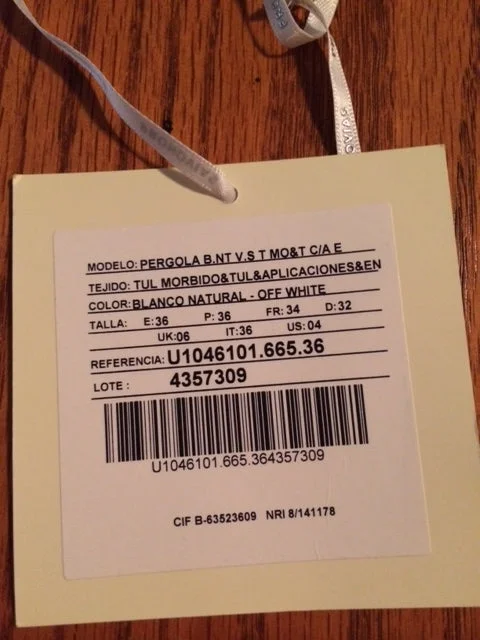 MODELO: PERGOLA B.NT V.S T MO&T C/A E
TEJIDO: TUL MORBIDO&TUL&APLICACIONES&EN
COLOR: BLANCO NATURAL - OFF WHITE
TALLA: E:36 P:36 FR:34 D:32
UK:06 IT:36 US:04
REFERENCIA: U1046101.665.36
LOTE : 4357309
U1046101.665.364357309
CIF B-63523609 NRI 8/141178